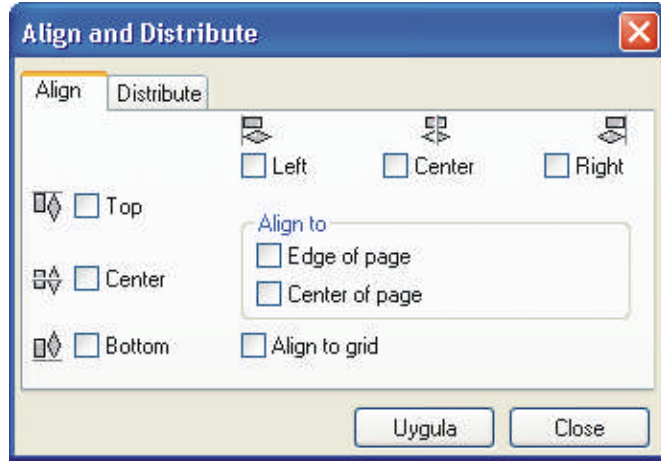 Align and Distribute
Align Distribute
Left Center Right
Top
Align to
Edge of page
Center
Center of page
Bottom Align to grid
Uygula Close